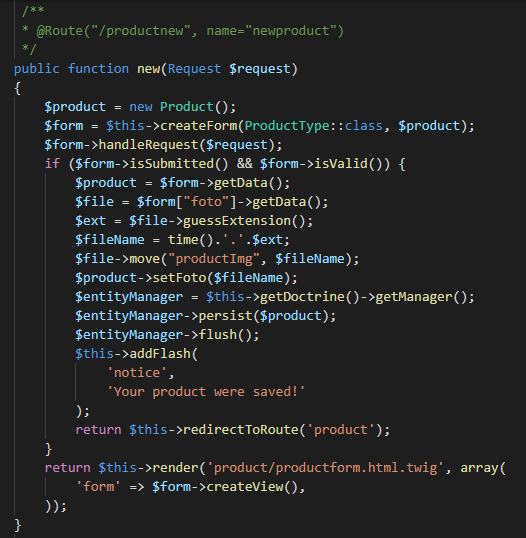 /**
* @Route("/productnew", name="newproduct")
*/
public function new(Request $request)
{
$product = new Product();
$form = $this->createForm(ProductType::class, $product);
$form->handleRequest($request);
if ($form->isSubmitted() && $form->isValid()) {
$product = $form->getData();
$file = $form["foto"]->getData();
$ext = $file->guessExtension();
$fileName = time().'.'.$ext;
$file->move("productImg", $fileName);
$product->setFoto($fileName);
$entityManager = $this->getDoctrine()->getManager();
$entityManager->persist($product);
$entityManager->flush();
$this->addFlash(
'notice',
'Your product were saved!'
);
return $this->redirectToRoute('product');
}
return $this->render('product/productform.html.twig', array(
'form' => $form->createView(),
));
}